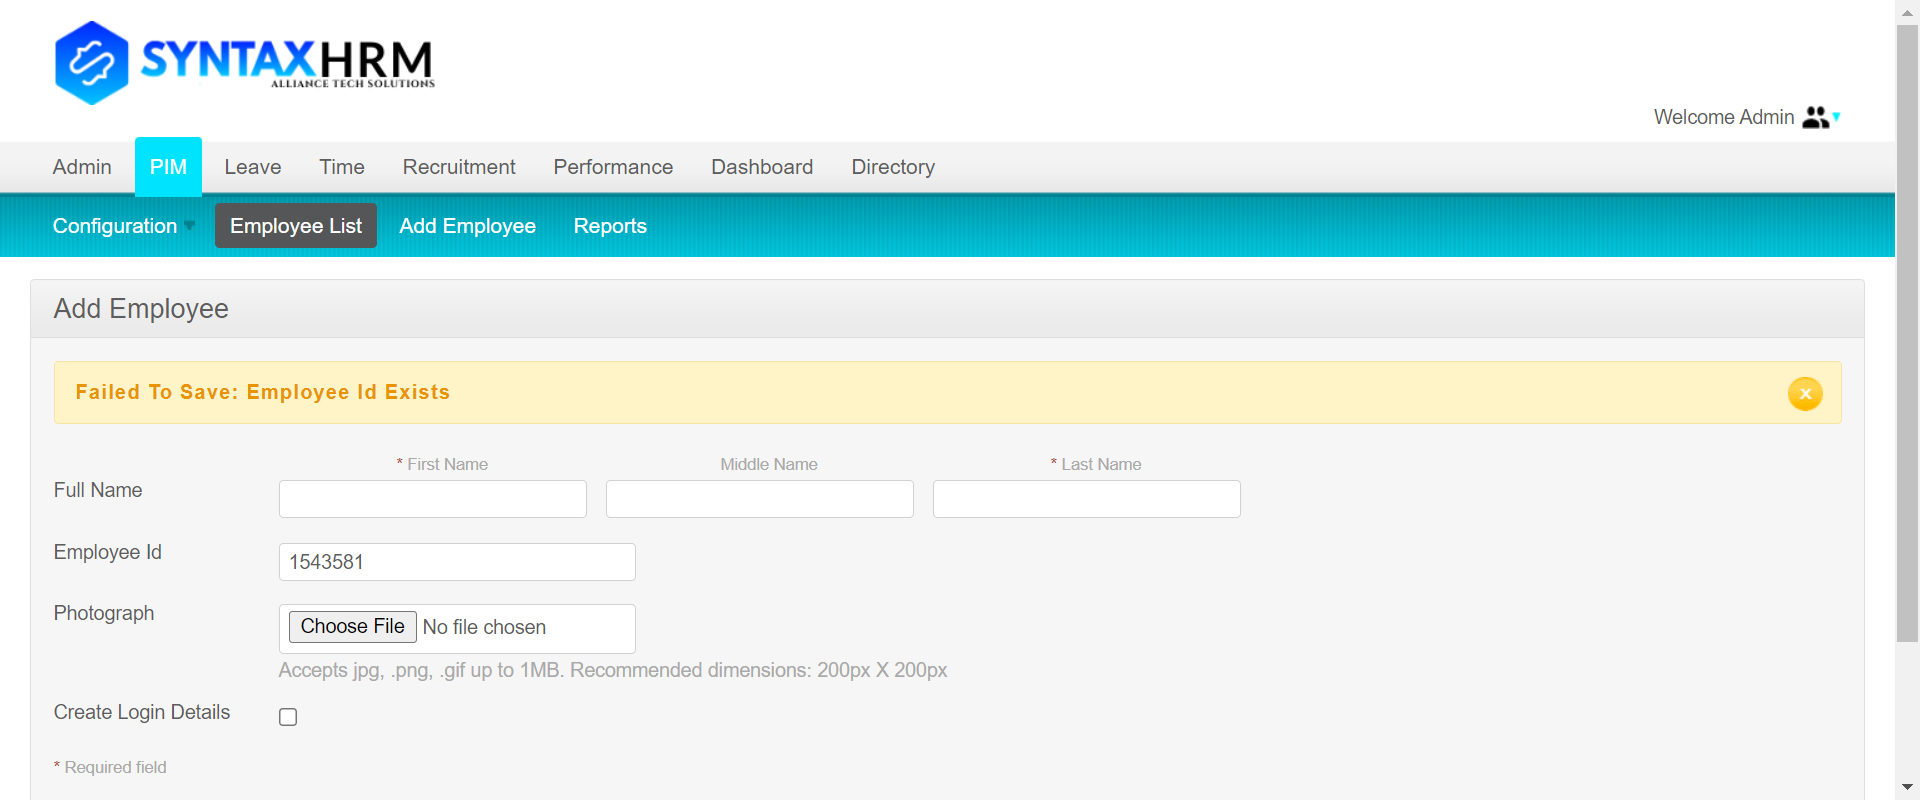 SYNTAXHRM
ALLIANCE TECH SOLUTIONS
Welcome Admin
Admin PIM Leave Time Recruitment Performance Dashboard Directory
Configuration Employee List Add Employee Reports
Add Employee
Failed To Save: Employee Id Exists
* First Name Middle Name * Last Name
Full Name
Employee Id 1543581
Photograph Choose File No file chosen
Accepts jpg, .png, .gif up to 1MB. Recommended dimensions: 200px X 200px
Create Login Details
* Required field